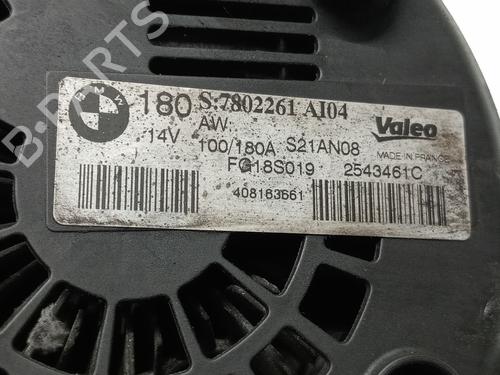 BMW
180 S:7802261 AI04
AW
14V 100/180A S21AN08
Valeo
MADE IN FRANCE
FG18S019 2543461C
408163661
B-PARTS